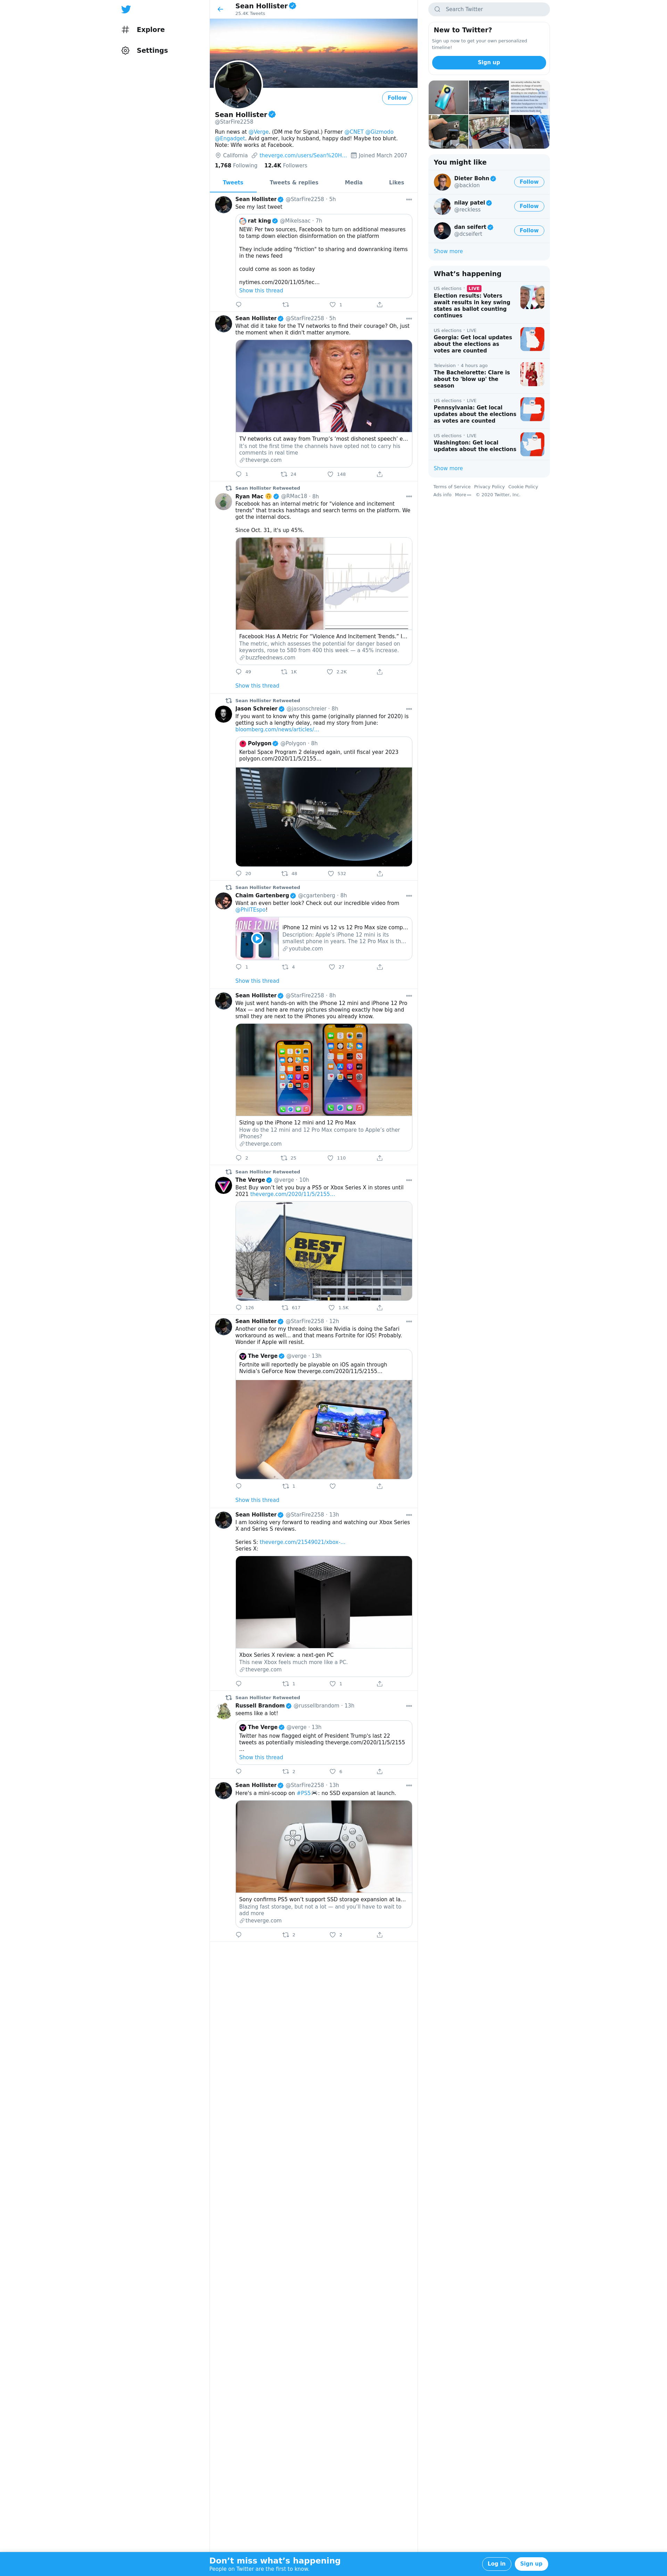 Explore
Settings
Sean Hollister
25.4K Tweets
Follow
Sean Hollister
@StarFire2258
Run news at @Verge. (DM me for Signal.) Former @CNET @Gizmodo
@Engadget. Avid gamer, lucky husband, happy dad! Maybe too blunt.
Note: Wife works at Facebook.
California theverge.com/users/Sean%20H... Joined March 2007
1,768 Following 12.4K Followers
Tweets Tweets & replies Media Likes
Sean Hollister @StarFire2258 · 5h
See my last tweet
rat king @MikeIsaac · 7h
NEW: Per two sources, Facebook to turn on additional measures
to tamp down election disinformation on the platform
They include adding "friction" to sharing and downranking items
in the news feed
could come as soon as today
nytimes.com/2020/11/05/tec...
Show this thread
1
Sean Hollister @StarFire2258 · 5h
What did it take for the TV networks to find their courage? Oh, just
the moment when it didn't matter anymore.
TV networks cut away from Trump's 'most dishonest speech' e...
It's not the first time the channels have opted not to carry his
comments in real time
theverge.com
1 24 148
Sean Hollister Retweeted
Ryan Mac @RMac18 · 8h
Facebook has an internal metric for "violence and incitement
trends" that tracks hashtags and search terms on the platform. We
got the internal docs.
Since Oct. 31, it's up 45%.
Facebook Has A Metric For "Violence And Incitement Trends." I...
The metric, which assesses the potential for danger based on
keywords, rose to 580 from 400 this week — a 45% increase.
buzzfeednews.com
49 1K 2.2K
Show this thread
Sean Hollister Retweeted
Jason Schreier @jasonschreier · 8h
If you want to know why this game (originally planned for 2020) is
getting such a lengthy delay, read my story from June:
bloomberg.com/news/articles/...
Polygon @Polygon · 8h
Kerbal Space Program 2 delayed again, until fiscal year 2023
polygon.com/2020/11/5/2155...
20 48 532
Sean Hollister Retweeted
Chaim Gartenberg @cgartenberg · 8h
Want an even better look? Check out our incredible video from
@PhilTEspo!
iPhone 12 mini vs 12 vs 12 Pro Max size comp...
Description: Apple's iPhone 12 mini is its
smallest phone in years. The 12 Pro Max is th...
youtube.com
1 4 27
Show this thread
Sean Hollister @StarFire2258 · 8h
We just went hands-on with the iPhone 12 mini and iPhone 12 Pro
Max — and here are many pictures showing exactly how big and
small they are next to the iPhones you already know.
Sizing up the iPhone 12 mini and 12 Pro Max
How do the 12 mini and 12 Pro Max compare to Apple's other
iPhones?
theverge.com
2 25 110
Sean Hollister Retweeted
The Verge @verge · 10h
Best Buy won't let you buy a PS5 or Xbox Series X in stores until
2021 theverge.com/2020/11/5/2155...
BEST
BUY
128 617 1.5K
Sean Hollister @StarFire2258 · 12h
Another one for my thread: looks like Nvidia is doing the Safari
workaround as well... and that means Fortnite for iOS! Probably.
Wonder if Apple will resist.
The Verge @verge · 13h
Fortnite will reportedly be playable on iOS again through
Nvidia's GeForce Now theverge.com/2020/11/5/2155...
1
Show this thread
Sean Hollister @StarFire2258 · 13h
I am looking very forward to reading and watching our Xbox Series
X and Series S reviews.
Series S: theverge.com/21549021/xbox-...
Series X:
Xbox Series X review: a next-gen PC
This new Xbox feels much more like a PC.
theverge.com
1 1
Sean Hollister Retweeted
Russell Brandom @russellbrandom · 13h
seems like a lot!
The Verge @verge · 13h
Twitter has now flagged eight of President Trump's last 22
tweets as potentially misleading theverge.com/2020/11/5/2155
...
Show this thread
2 6
Sean Hollister @StarFire2258 · 13h
Here's a mini-scoop on #PS5: no SSD expansion at launch.
Sony confirms PS5 won't support SSD storage expansion at la...
Blazing fast storage, but not a lot — and you'll have to wait to
add more
theverge.com
2 2
Search Twitter
New to Twitter?
Sign up now to get your own personalized
timeline!
Sign up
You might like
Dieter Bohn
@backlon
Follow
nilay patel
@reckless
Follow
dan seifert
@dcseifert
Follow
Show more
What's happening
US elections · LIVE
Election results: Voters
await results in key swing
states as ballot counting
continues
US elections · LIVE
Georgia: Get local updates
about the elections as
votes are counted
Television · 4 hours ago
The Bachelorette: Clare is
about to 'blow up' the
season
US elections · LIVE
Pennsylvania: Get local
updates about the elections
as votes are counted
US elections · LIVE
Washington: Get local
updates about the elections
Show more
Terms of Service Privacy Policy Cookie Policy
Ads info More © 2020 Twitter, Inc.
Don't miss what's happening
People on Twitter are the first to know.
Log in Sign up